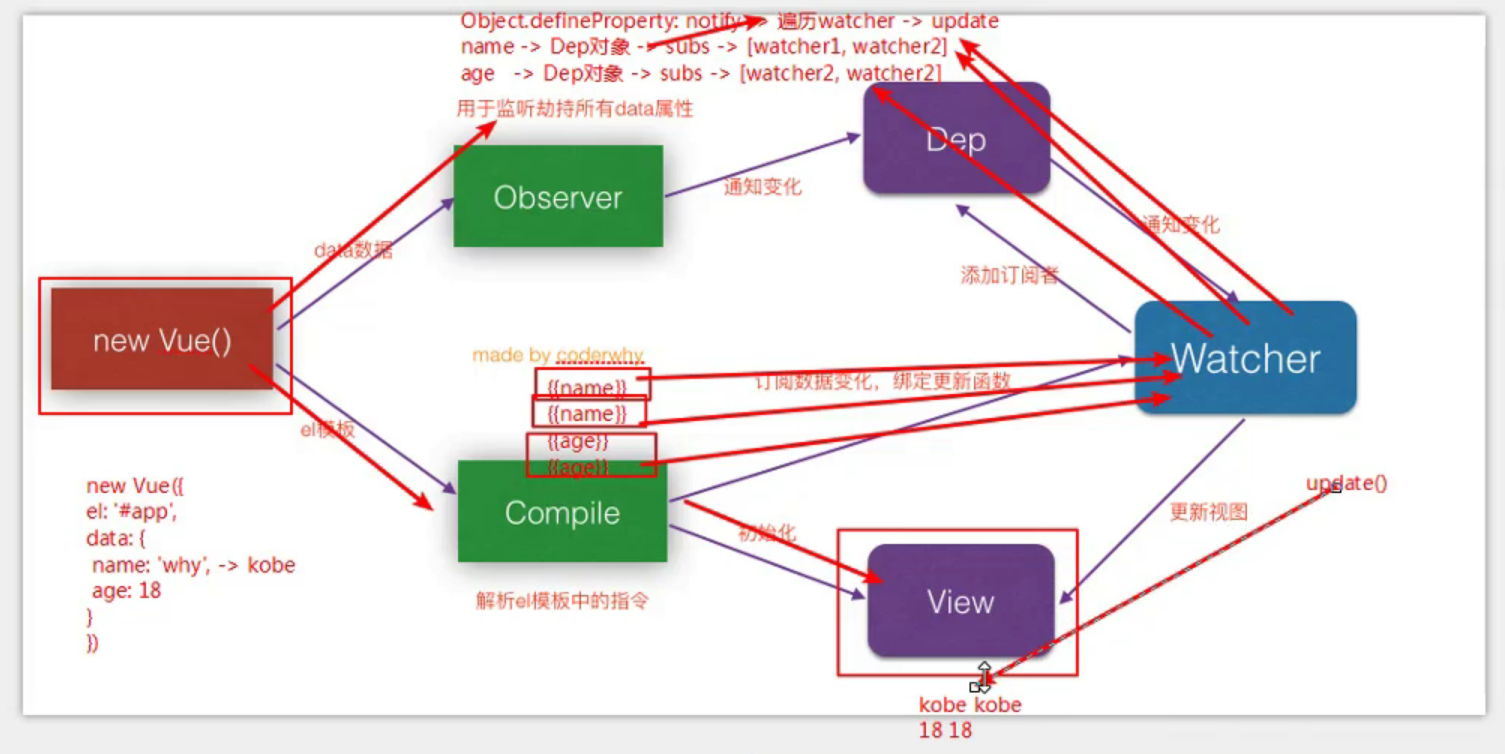 Object.defineProperty: notify -> 遍历watcher -> update
name -> Dep对象 -> subs -> [watcher1, watcher2]
age -> Dep对象 -> subs -> [watcher2, watcher2]
用于监听劫持所有data属性
Dep
Observer
通知变化
通知变化
data数据
添加订阅者
new Vue()
made by coderwhy
Watcher
{{name}}
订阅数据变化，绑定更新函数
{{name}}
el模板
{{age}}
{{age}}
Compile
new Vue({
el: '#app',
data: {
name: 'why', -> kobe
age: 18
}
})
update()
更新视图
初始化
解析el模板中的指令
View
kobe kobe
18 18